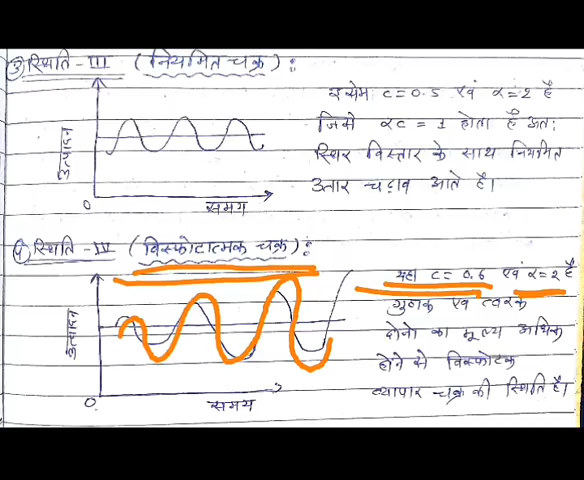 ③ स्थिति-III (नियमित चक्र):
इसमें c=0.5 एवं α=2 है
जिसे αc=1 होता है अतः
स्थिर विस्तार के साथ नियमित
उतार चढ़ाव आते है।
उत्पादन
0
समय
④ स्थिति-IV (विस्फोटात्मक चक्र):
यहा c=0.6 एवं α=2 है
गुणक एवं त्वरक
दोनो का मूल्य अधिक
होने से विस्फोटक
व्यापार चक्र की स्थिति है।
उत्पादन
0
समय